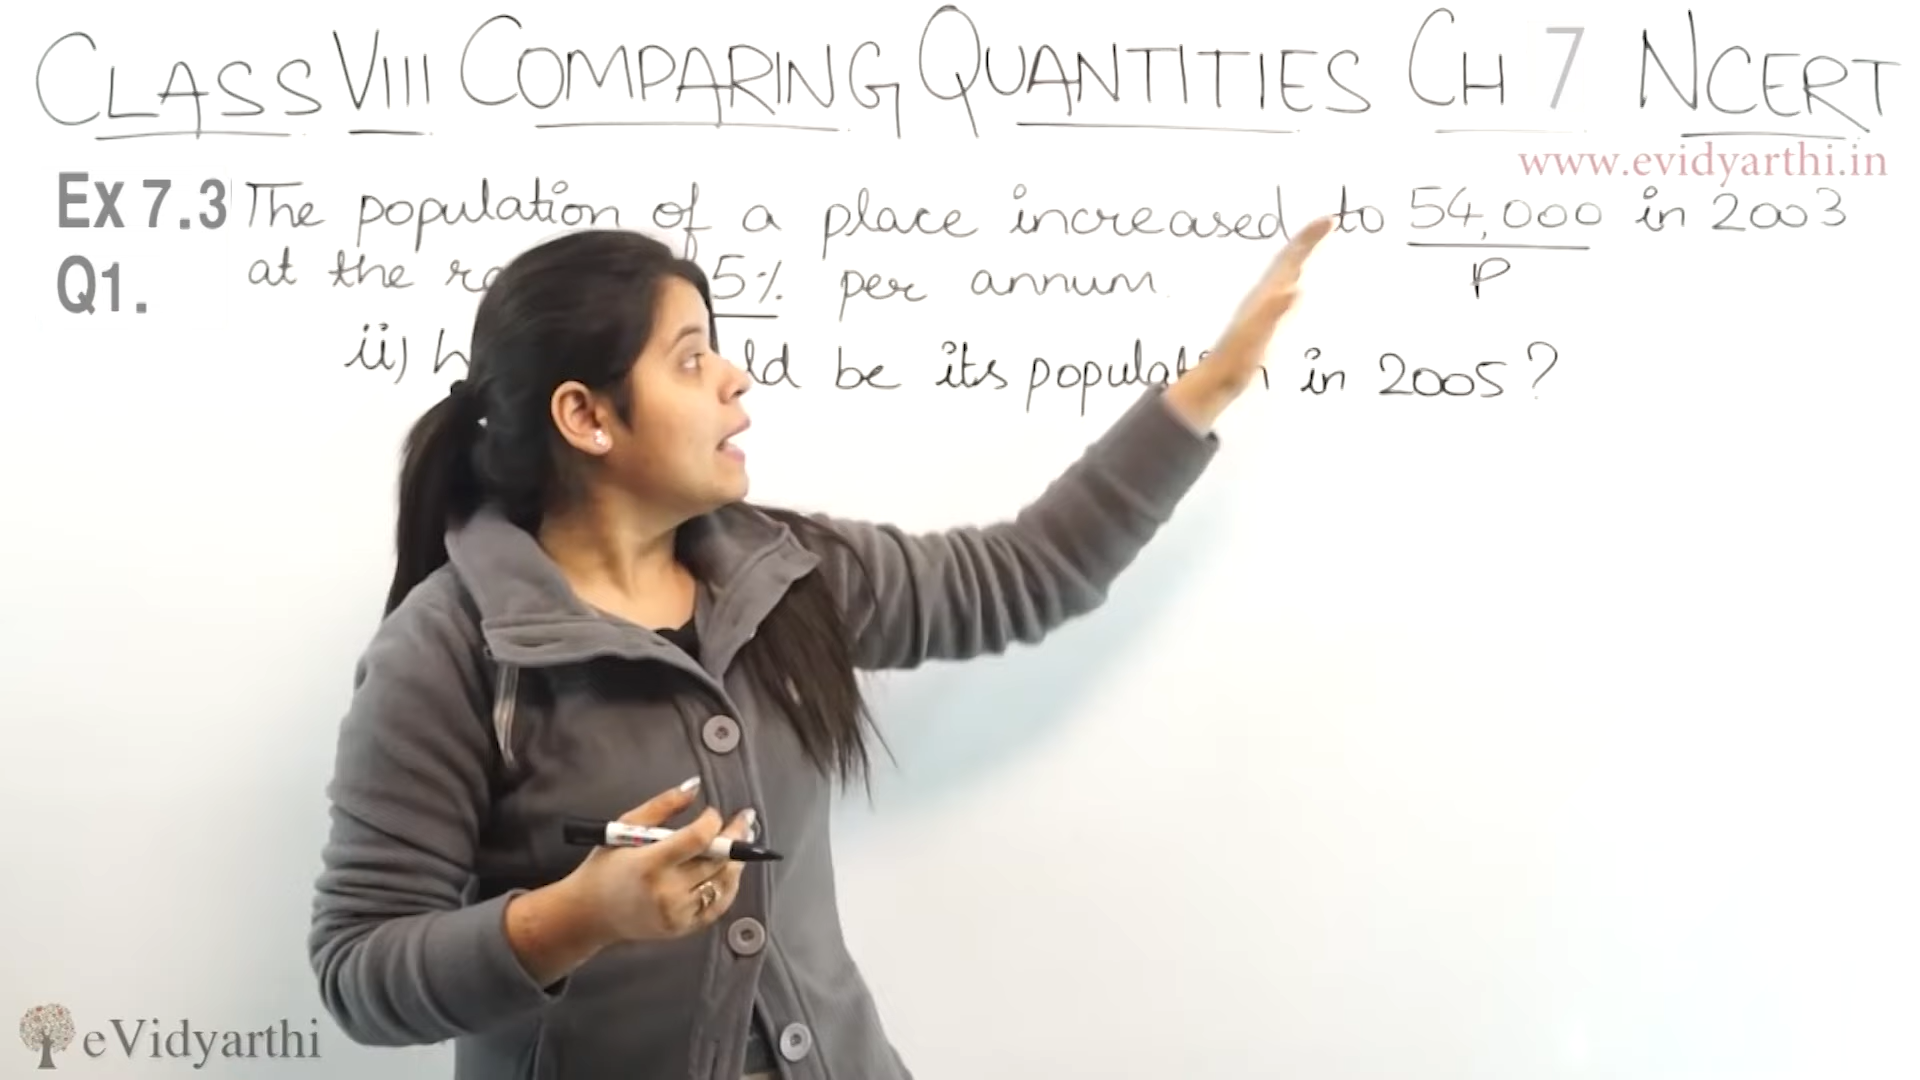 CLASS VIII COMPARING QUANTITIES CH 7 NCERT
www.evidyarthi.in
Ex 7.3 The population of a place increased to 54,000 in 2003
Q1. at the 5% per annum
P
ii) be its population in 2005?
eVidyarthi